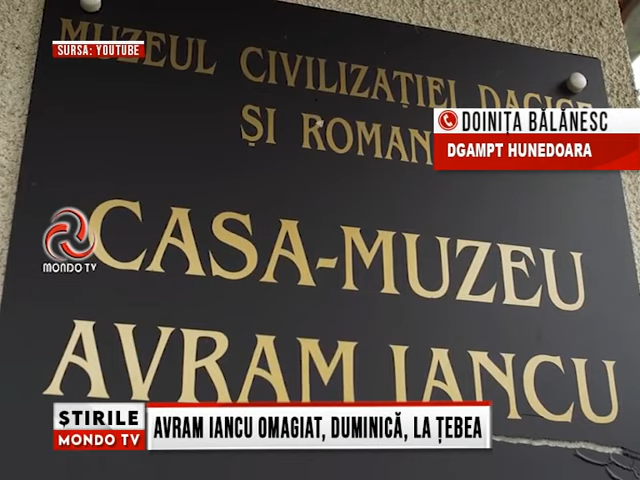 SURSA: YOUTUBE
MUZEUL CIVILIZAȚIEI DACICE
ȘI ROMAN
DOINIȚA BĂLĂNESC
DGAMPT HUNEDOARA
CASA-MUZEU
MONDO TV
AVRAM IANCU
ȘTIRILE
MONDO TV
AVRAM IANCU OMAGIAT, DUMINICĂ, LA ȚEBEA